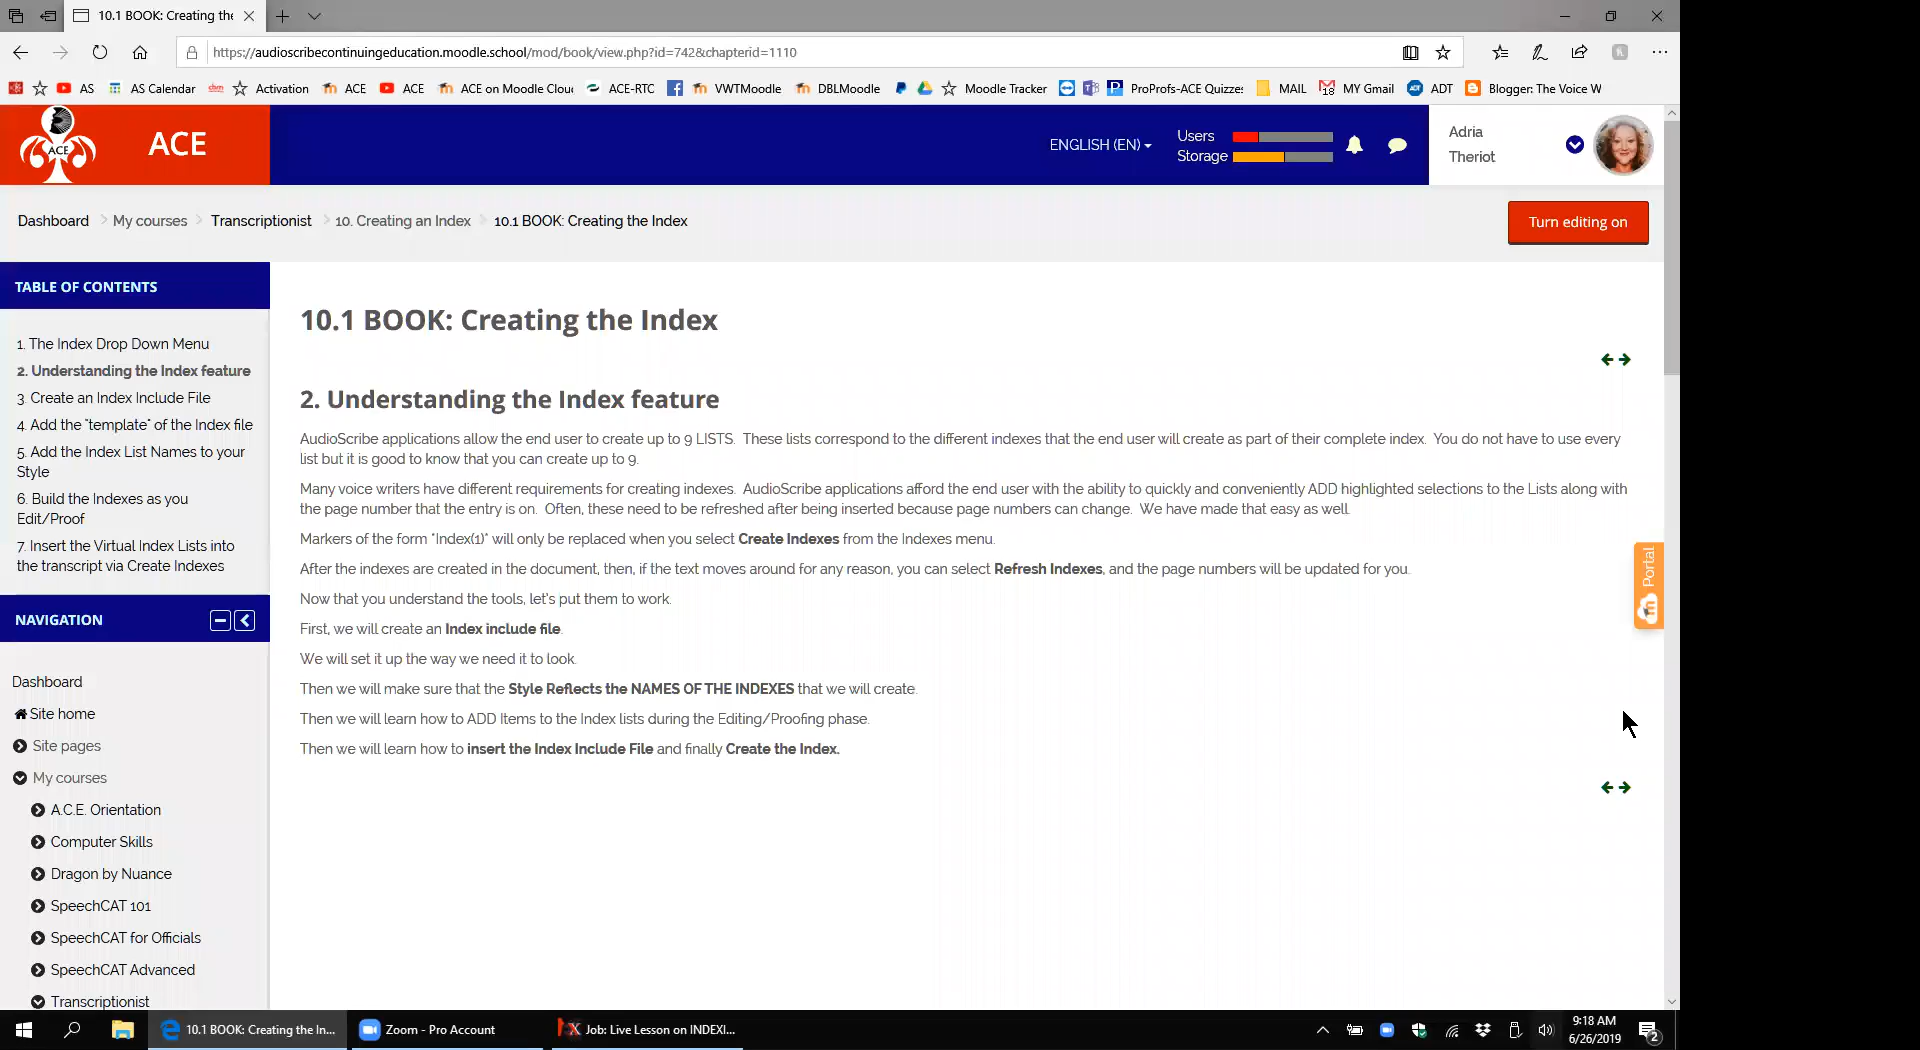 10.1 BOOK: Creating the
https://audioscribecontinuingeducation.moodle.school/mod/book/view.php?id=742&chapterid=1110
AS
AS Calendar
Activation
ACE
ACE
ACE on Moodle Clou
ACE-RTC
VWTMoodle
DBLMoodle
Moodle Tracker
ProProfs-ACE Quizzes
MAIL
MY Gmail
ADT
Blogger: The Voice W
ACE
ACE
ENGLISH (EN)
Users
Storage
Adria
Theriot
Dashboard
My courses
Transcriptionist
10. Creating an Index
10.1 BOOK: Creating the Index
Turn editing on
TABLE OF CONTENTS
1. The Index Drop Down Menu
2. Understanding the Index feature
3. Create an Index Include File
4. Add the "template" of the Index file
5. Add the Index List Names to your
Style
6. Build the Indexes as you
Edit/Proof
7. Insert the Virtual Index Lists into
the transcript via Create Indexes
NAVIGATION
Dashboard
Site home
Site pages
My courses
A.C.E. Orientation
Computer Skills
Dragon by Nuance
SpeechCAT 101
SpeechCAT for Officials
SpeechCAT Advanced
Transcriptionist
10.1 BOOK: Creating the Index
2. Understanding the Index feature
AudioScribe applications allow the end user to create up to 9 LISTS. These lists correspond to the different indexes that the end user will create as part of their complete index. You do not have to use every
list but it is good to know that you can create up to 9.
Many voice writers have different requirements for creating indexes. AudioScribe applications afford the end user with the ability to quickly and conveniently ADD highlighted selections to the Lists along with
the page number that the entry is on. Often, these need to be refreshed after being inserted because page numbers can change. We have made that easy as well.
Markers of the form "Index(1)" will only be replaced when you select Create Indexes from the Indexes menu.
After the indexes are created in the document, then, if the text moves around for any reason, you can select Refresh Indexes, and the page numbers will be updated for you.
Now that you understand the tools, let's put them to work.
First, we will create an Index include file.
We will set it up the way we need it to look.
Then we will make sure that the Style Reflects the NAMES OF THE INDEXES that we will create.
Then we will learn how to ADD Items to the Index lists during the Editing/Proofing phase.
Then we will learn how to insert the Index Include File and finally Create the Index.
Portal
10.1 BOOK: Creating the In...
Zoom - Pro Account
Job: Live Lesson on INDEXI...
9:18 AM
6/26/2019
2